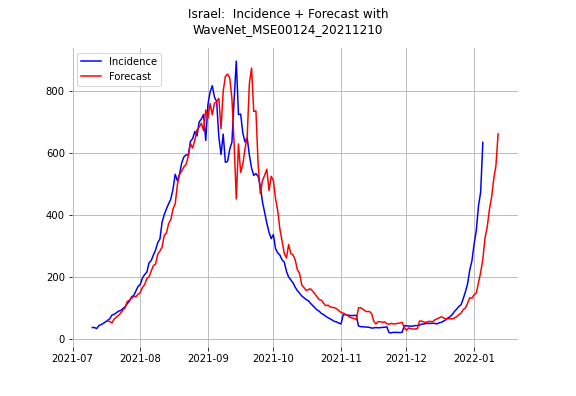 Israel:  Incidence + Forecast with
WaveNet_MSE00124_20211210
Incidence
Forecast
800
600
400
200
0
2021-07 2021-08 2021-09 2021-10 2021-11 2021-12 2022-01